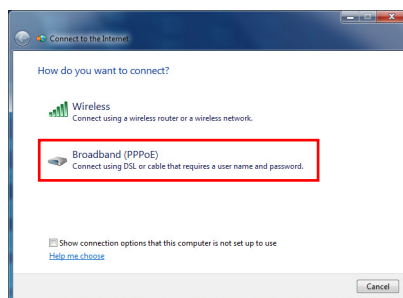 Connect to the Internet
How do you want to connect?
Wireless
Connect using a wireless router or a wireless network.
Broadband (PPPoE)
Connect using DSL or cable that requires a user name and password.
Show connection options that this computer is not set up to use
Help me choose
Cancel